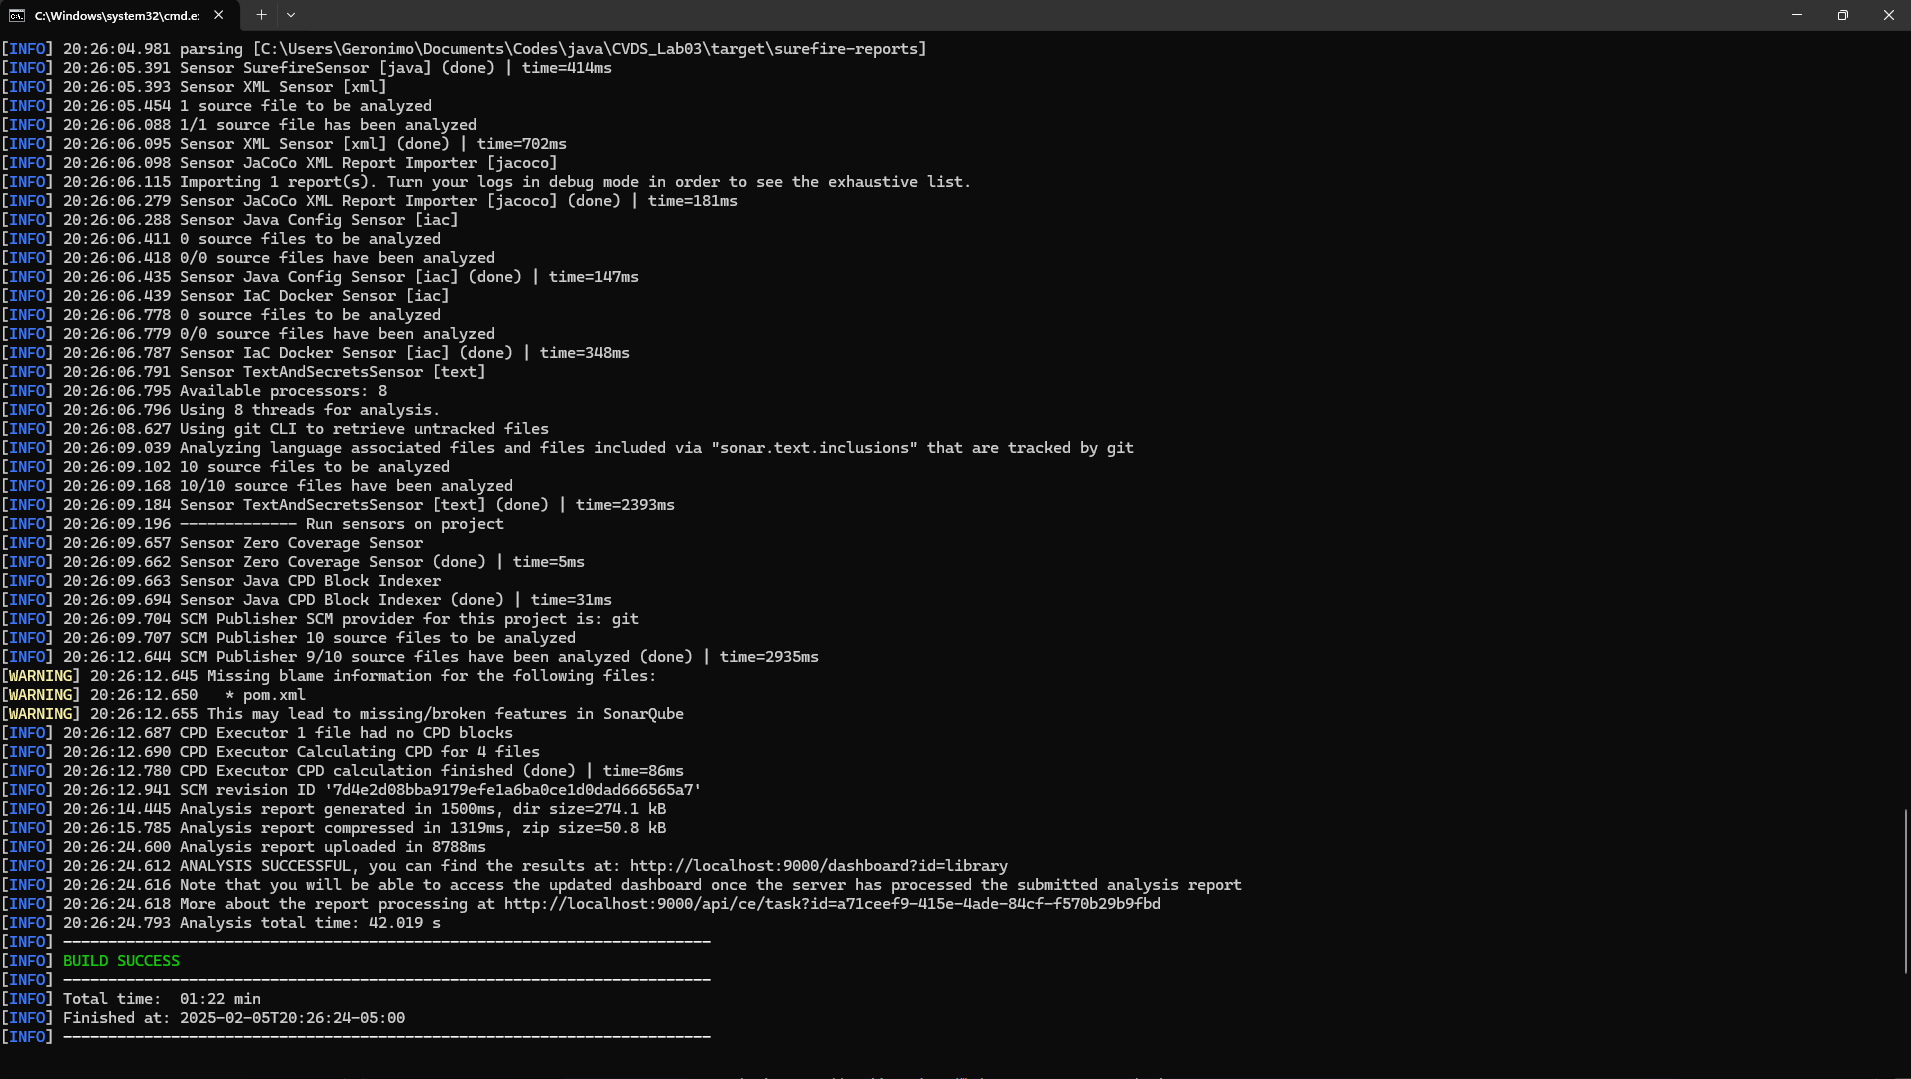 C:\Windows\system32\cmd.e:
[INFO] 20:26:04.981 parsing [C:\Users\Geronimo\Documents\Codes\java\CVDS_Lab03\target\surefire-reports]
[INFO] 20:26:05.391 Sensor SurefireSensor [java] (done) | time=414ms
[INFO] 20:26:05.393 Sensor XML Sensor [xml]
[INFO] 20:26:05.454 1 source file to be analyzed
[INFO] 20:26:06.088 1/1 source file has been analyzed
[INFO] 20:26:06.095 Sensor XML Sensor [xml] (done) | time=702ms
[INFO] 20:26:06.098 Sensor JaCoCo XML Report Importer [jacoco]
[INFO] 20:26:06.115 Importing 1 report(s). Turn your logs in debug mode in order to see the exhaustive list.
[INFO] 20:26:06.279 Sensor JaCoCo XML Report Importer [jacoco] (done) | time=181ms
[INFO] 20:26:06.288 Sensor Java Config Sensor [iac]
[INFO] 20:26:06.411 0 source files to be analyzed
[INFO] 20:26:06.418 0/0 source files have been analyzed
[INFO] 20:26:06.435 Sensor Java Config Sensor [iac] (done) | time=147ms
[INFO] 20:26:06.439 Sensor IaC Docker Sensor [iac]
[INFO] 20:26:06.778 0 source files to be analyzed
[INFO] 20:26:06.779 0/0 source files have been analyzed
[INFO] 20:26:06.787 Sensor IaC Docker Sensor [iac] (done) | time=348ms
[INFO] 20:26:06.791 Sensor TextAndSecretsSensor [text]
[INFO] 20:26:06.795 Available processors: 8
[INFO] 20:26:06.796 Using 8 threads for analysis.
[INFO] 20:26:08.627 Using git CLI to retrieve untracked files
[INFO] 20:26:09.039 Analyzing language associated files and files included via "sonar.text.inclusions" that are tracked by git
[INFO] 20:26:09.102 10 source files to be analyzed
[INFO] 20:26:09.168 10/10 source files have been analyzed
[INFO] 20:26:09.184 Sensor TextAndSecretsSensor [text] (done) | time=2393ms
[INFO] 20:26:09.196 ------------- Run sensors on project
[INFO] 20:26:09.657 Sensor Zero Coverage Sensor
[INFO] 20:26:09.662 Sensor Zero Coverage Sensor (done) | time=5ms
[INFO] 20:26:09.663 Sensor Java CPD Block Indexer
[INFO] 20:26:09.694 Sensor Java CPD Block Indexer (done) | time=31ms
[INFO] 20:26:09.704 SCM Publisher SCM provider for this project is: git
[INFO] 20:26:09.707 SCM Publisher 10 source files to be analyzed
[INFO] 20:26:12.644 SCM Publisher 9/10 source files have been analyzed (done) | time=2935ms
[WARNING] 20:26:12.645 Missing blame information for the following files:
[WARNING] 20:26:12.650   * pom.xml
[WARNING] 20:26:12.655 This may lead to missing/broken features in SonarQube
[INFO] 20:26:12.687 CPD Executor 1 file had no CPD blocks
[INFO] 20:26:12.690 CPD Executor Calculating CPD for 4 files
[INFO] 20:26:12.780 CPD Executor CPD calculation finished (done) | time=86ms
[INFO] 20:26:12.941 SCM revision ID '7d4e2d08bba9179efe1a6ba0ce1d0dad666565a7'
[INFO] 20:26:14.445 Analysis report generated in 1500ms, dir size=274.1 kB
[INFO] 20:26:15.785 Analysis report compressed in 1319ms, zip size=50.8 kB
[INFO] 20:26:24.600 Analysis report uploaded in 8788ms
[INFO] 20:26:24.612 ANALYSIS SUCCESSFUL, you can find the results at: http://localhost:9000/dashboard?id=library
[INFO] 20:26:24.616 Note that you will be able to access the updated dashboard once the server has processed the submitted analysis report
[INFO] 20:26:24.618 More about the report processing at http://localhost:9000/api/ce/task?id=a71ceef9-415e-4ade-84cf-f570b29b9fbd
[INFO] 20:26:24.793 Analysis total time: 42.019 s
[INFO] ------------------------------------------------------------------------
[INFO] BUILD SUCCESS
[INFO] ------------------------------------------------------------------------
[INFO] Total time:  01:22 min
[INFO] Finished at: 2025-02-05T20:26:24-05:00
[INFO] ------------------------------------------------------------------------